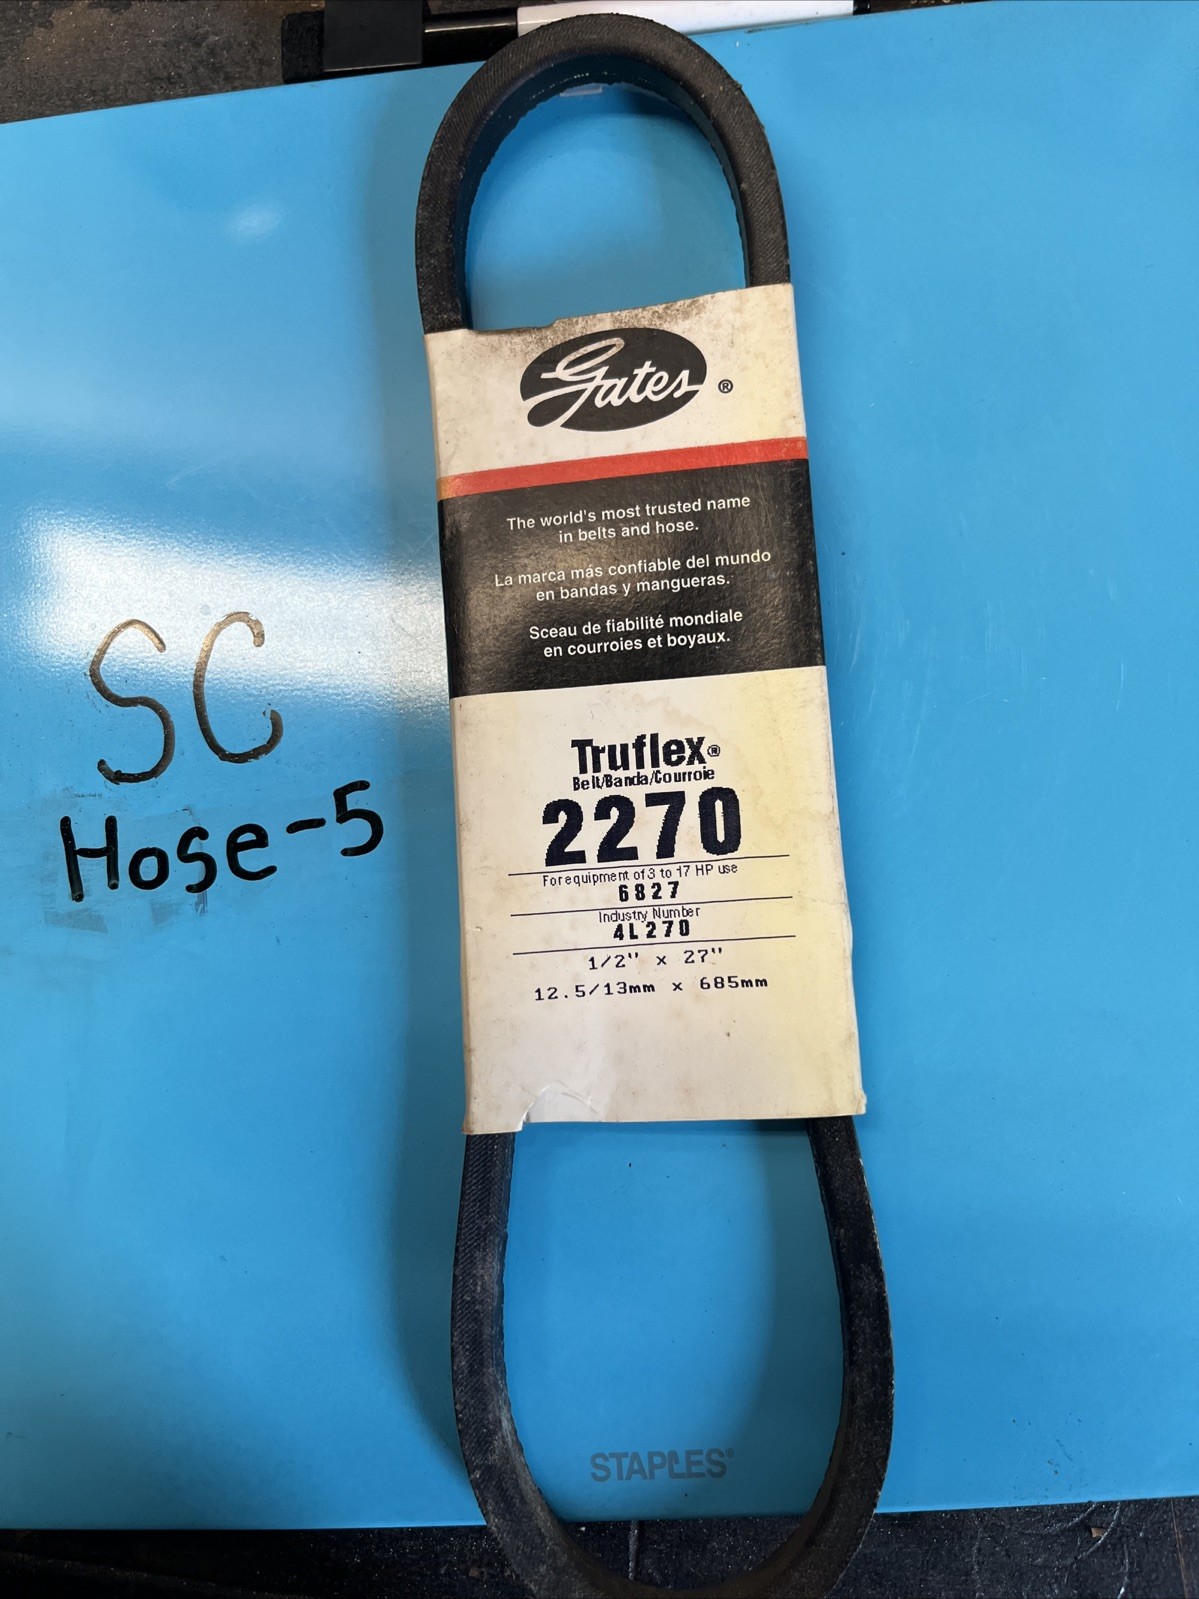 Gates®
The world's most trusted name
in belts and hose.
La marca más confiable del mundo
en bandas y mangueras.
Sceau de fiabilité mondiale
en courroies et boyaux.
SC
Hose-5
Truflex®
Belt/Banda/Courroie
2270
For equipment of 3 to 17 HP use
6827
Industry Number
4L270
1/2" x 27"
12.5/13mm x 685mm
STAPLES®